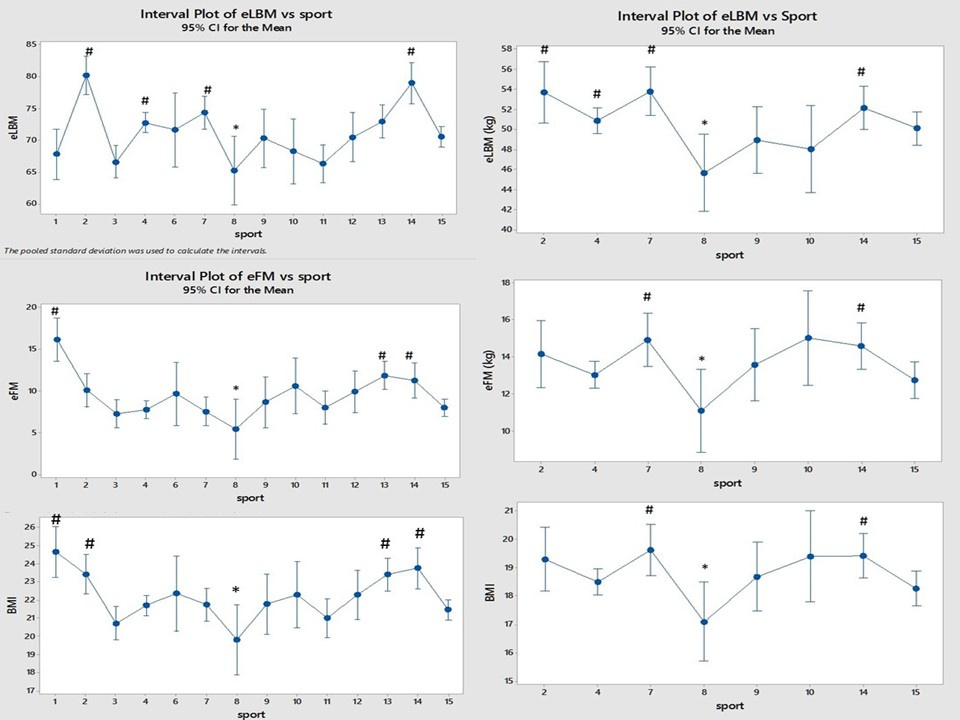 Interval Plot of eLBM vs sport
95% CI for the Mean
85
80
75
70
65
60
eLBM
# # # * #
1 2 3 4 6 7 8 9 10 11 12 13 14 15
sport
The pooled standard deviation was used to calculate the intervals.
Interval Plot of eLBM vs Sport
95% CI for the Mean
58
56
54
52
50
48
46
44
42
40
eLBM (kg)
# # # * #
2 4 7 8 9 10 14 15
sport
Interval Plot of eFM vs sport
95% CI for the Mean
20
15
10
5
0
eFM
# * # #
1 2 3 4 6 7 8 9 10 11 12 13 14 15
sport
18
16
14
12
10
eFM (kg)
# * #
2 4 7 8 9 10 14 15
sport
26
25
24
23
22
21
20
19
18
17
BMI
# # * # #
1 2 3 4 6 7 8 9 10 11 12 13 14 15
sport
21
20
19
18
17
16
15
BMI
# * #
2 4 7 8 9 10 14 15
sport